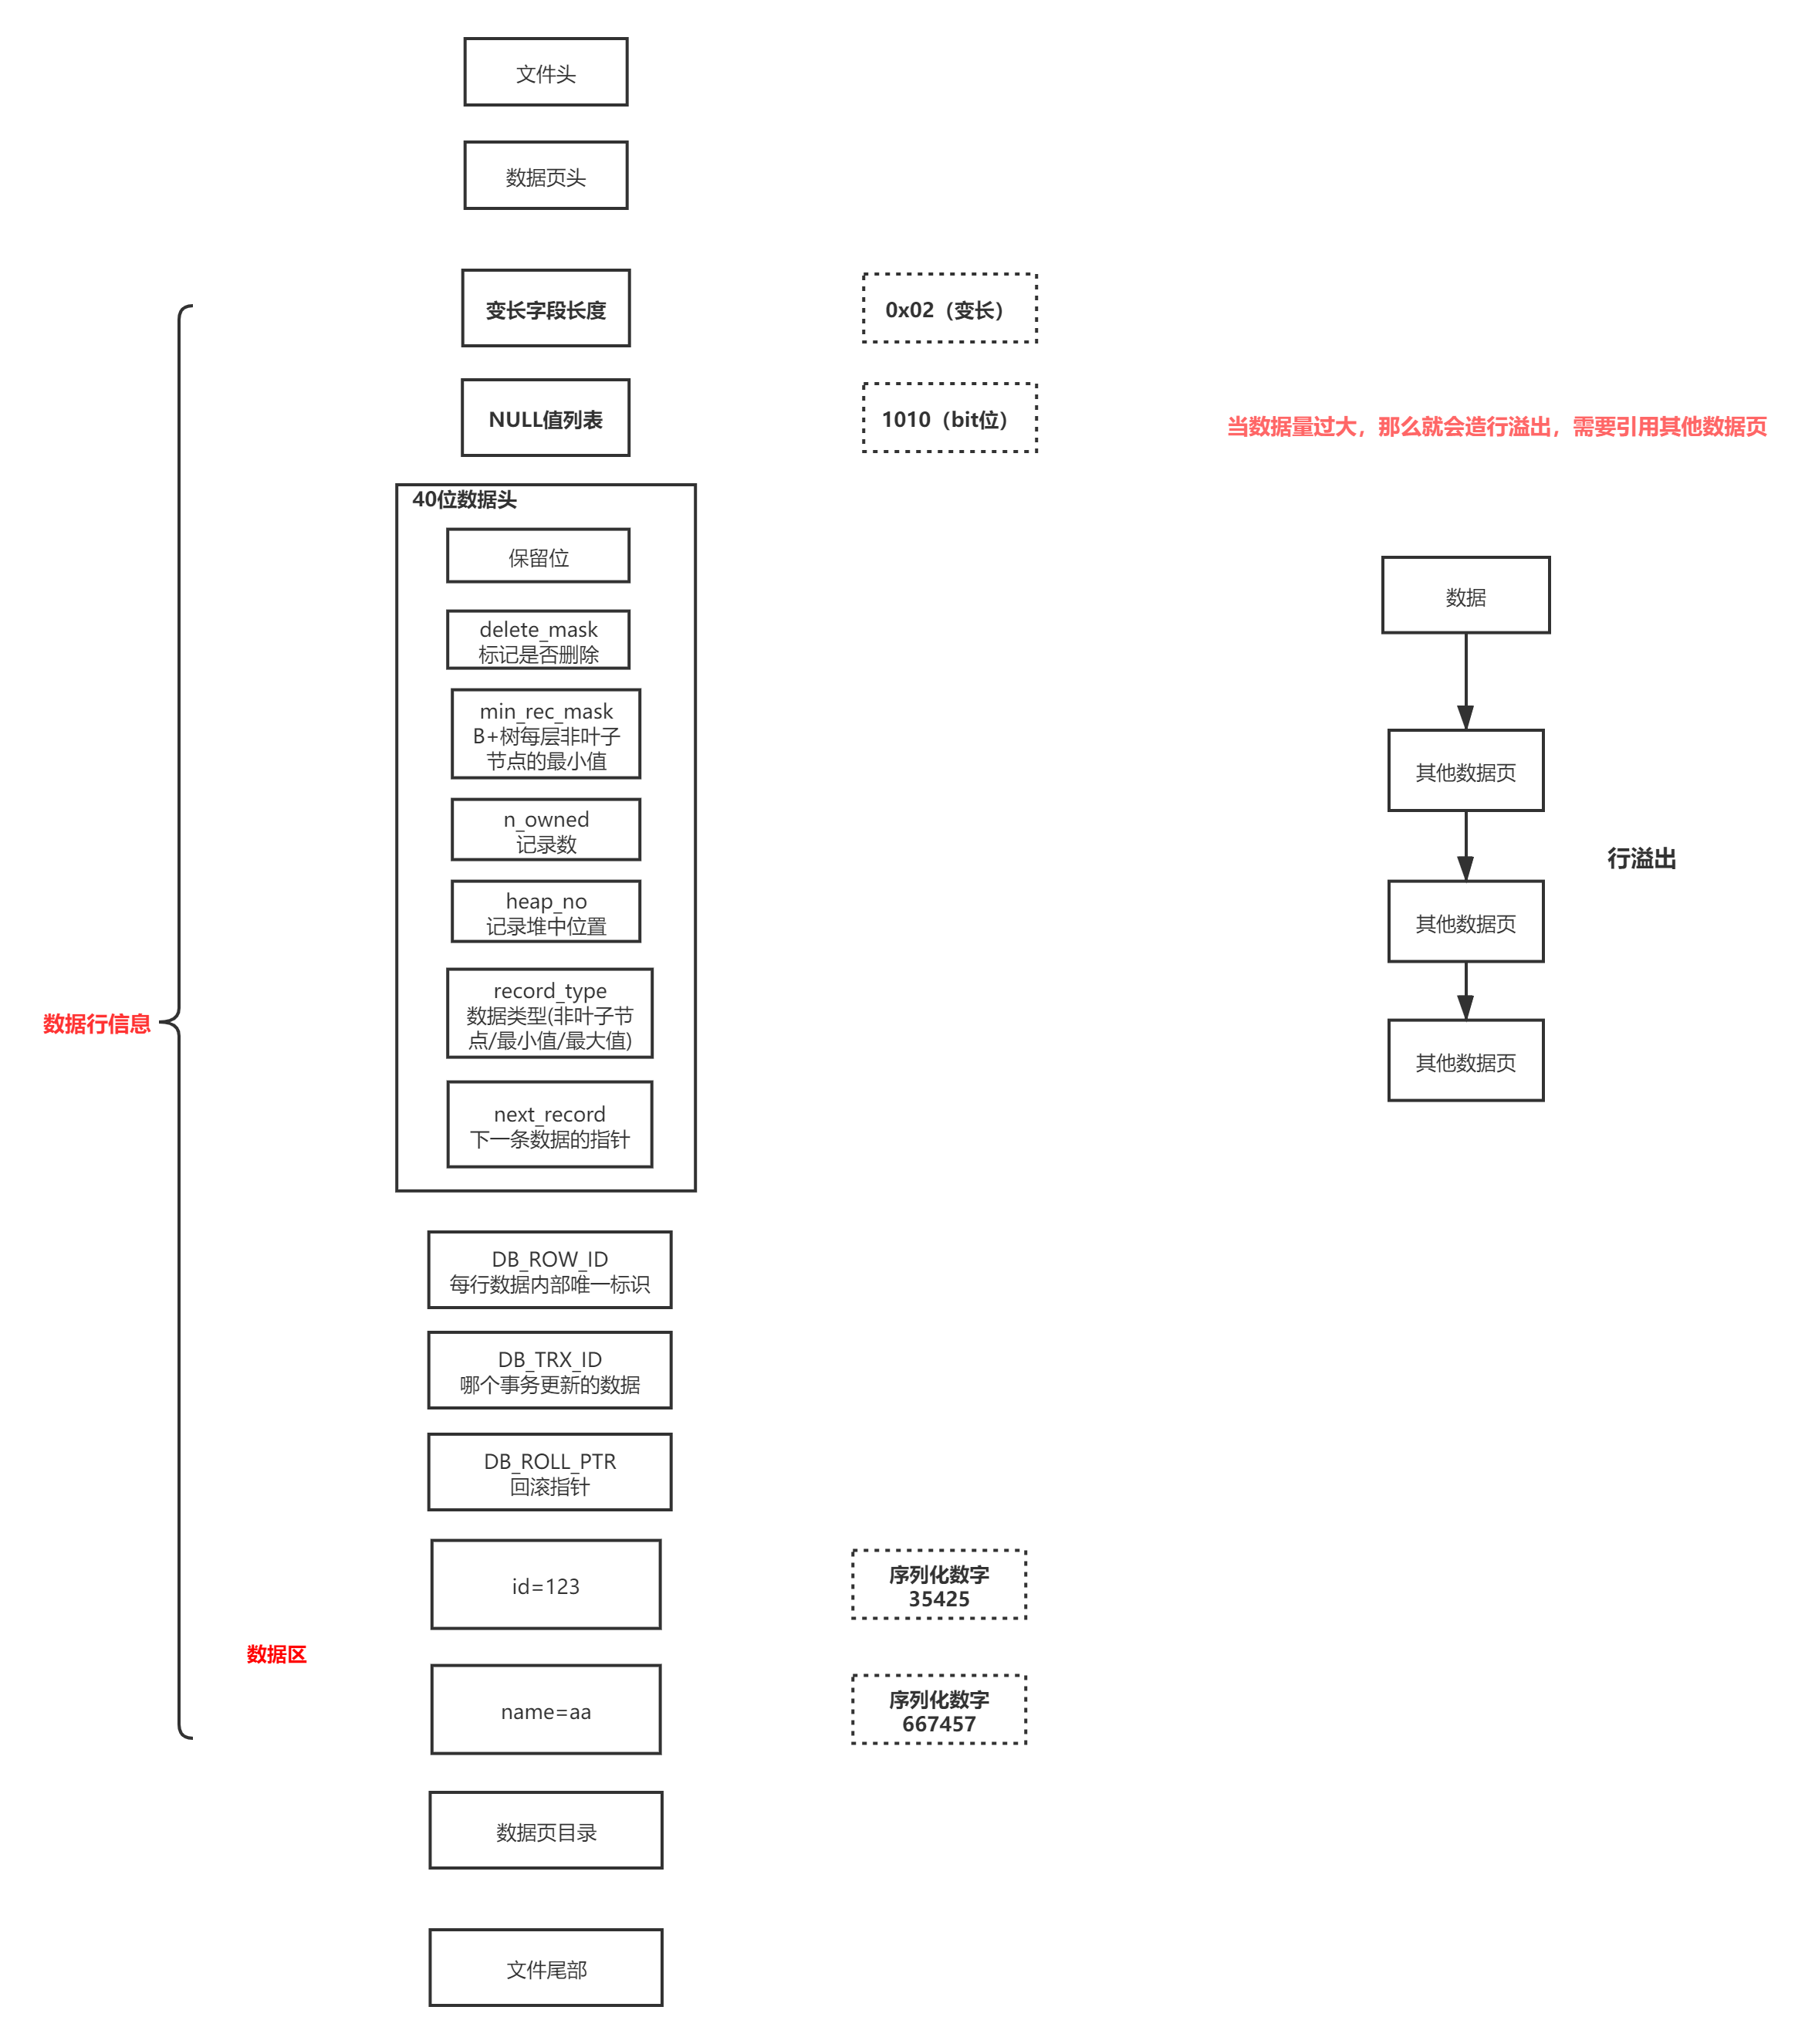 文件头
数据页头
变长字段长度
0x02（变长）
NULL值列表
1010（bit位）
当数据量过大，那么就会造行溢出，需要引用其他数据页
40位数据头
保留位
delete_mask
标记是否删除
min_rec_mask
B+树每层非叶子
节点的最小值
n_owned
记录数
heap_no
记录堆中位置
record_type
数据类型(非叶子节
点/最小值/最大值)
next_record
下一条数据的指针
数据行信息
数据
其他数据页
其他数据页
其他数据页
行溢出
DB_ROW_ID
每行数据内部唯一标识
DB_TRX_ID
哪个事务更新的数据
DB_ROLL_PTR
回滚指针
id=123
序列化数字
35425
数据区
name=aa
序列化数字
667457
数据页目录
文件尾部